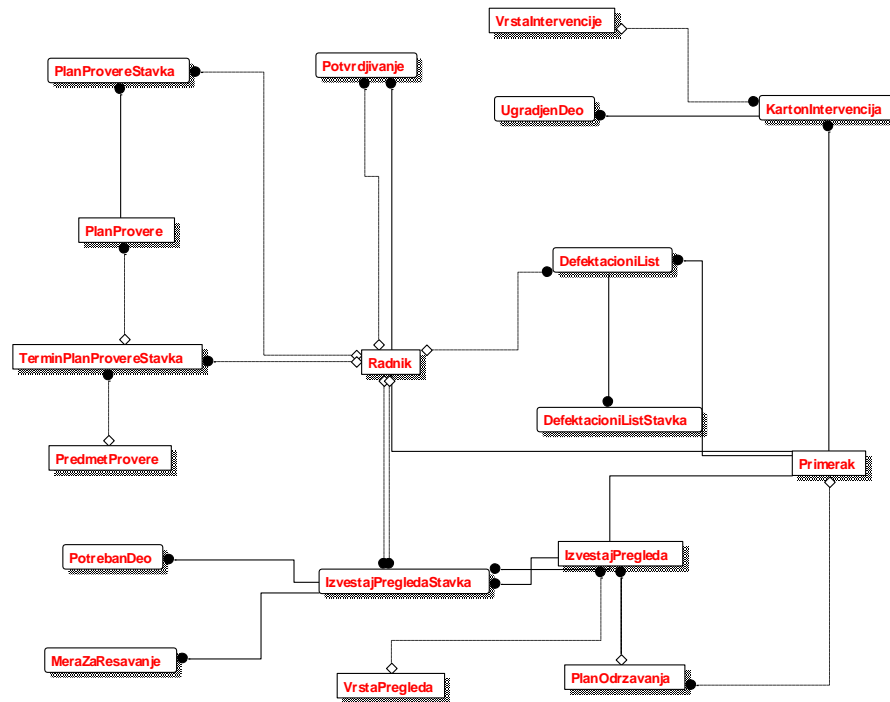 VrstaIntervencije
PlanProvereStavka
Potvrdjivanje
UgradjenDeo
KartonIntervencija
PlanProvere
DefektacioniList
TerminPlanProvereStavka
Radnik
DefektacioniListStavka
PredmetProvere
Primerak
PotrebanDeo
IzvestajPregleda
IzvestajPregledaStavka
MeraZaResavanje
VrstaPregleda
PlanOdrzavanja